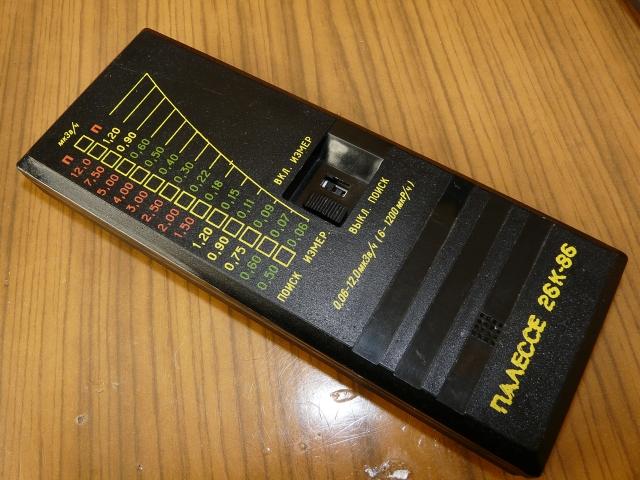 мкЗв/ч
П П
12,0 1,20
7,50 0,90
5,00 0,60
4,00 0,50
3,00 0,40
2,50 0,30
2,00 0,22
1,50 0,18
1,20 0,15
0,90 0,11
0,75 0,09
0,60 0,07
0,50 0,06
ПОИСК ИЗМЕР
ВКЛ. ИЗМЕР
ВЫКЛ. ПОИСК
0,06-12,0мкЗв/ч (6-1200мкР/ч)
ПАЛЕССЕ 26К-86